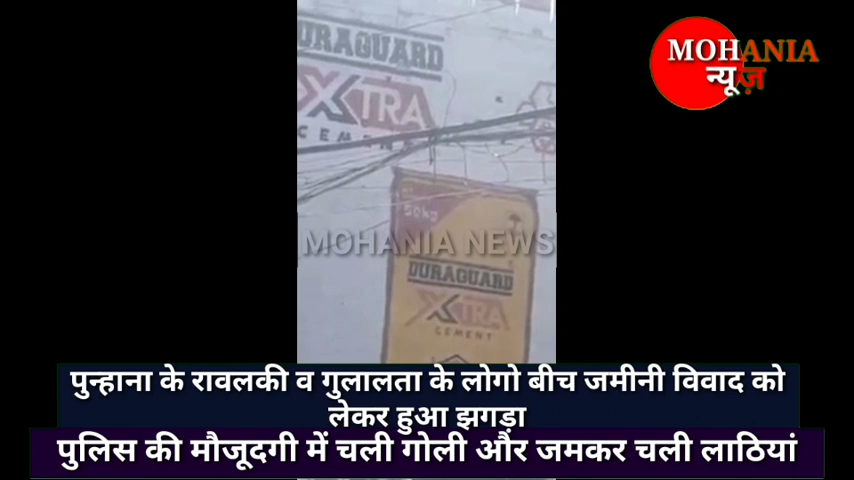 DURAGUARD
XTRA
CEMENT
50kg
DURAGUARD
XTRA
CEMENT
MOHANIA
न्यूज़
MOHANIA NEWS
पुन्हाना के रावलकी व गुलालता के लोगो बीच जमीनी विवाद को
लेकर हुआ झगड़ा
पुलिस की मौजूदगी में चली गोली और जमकर चली लाठियां